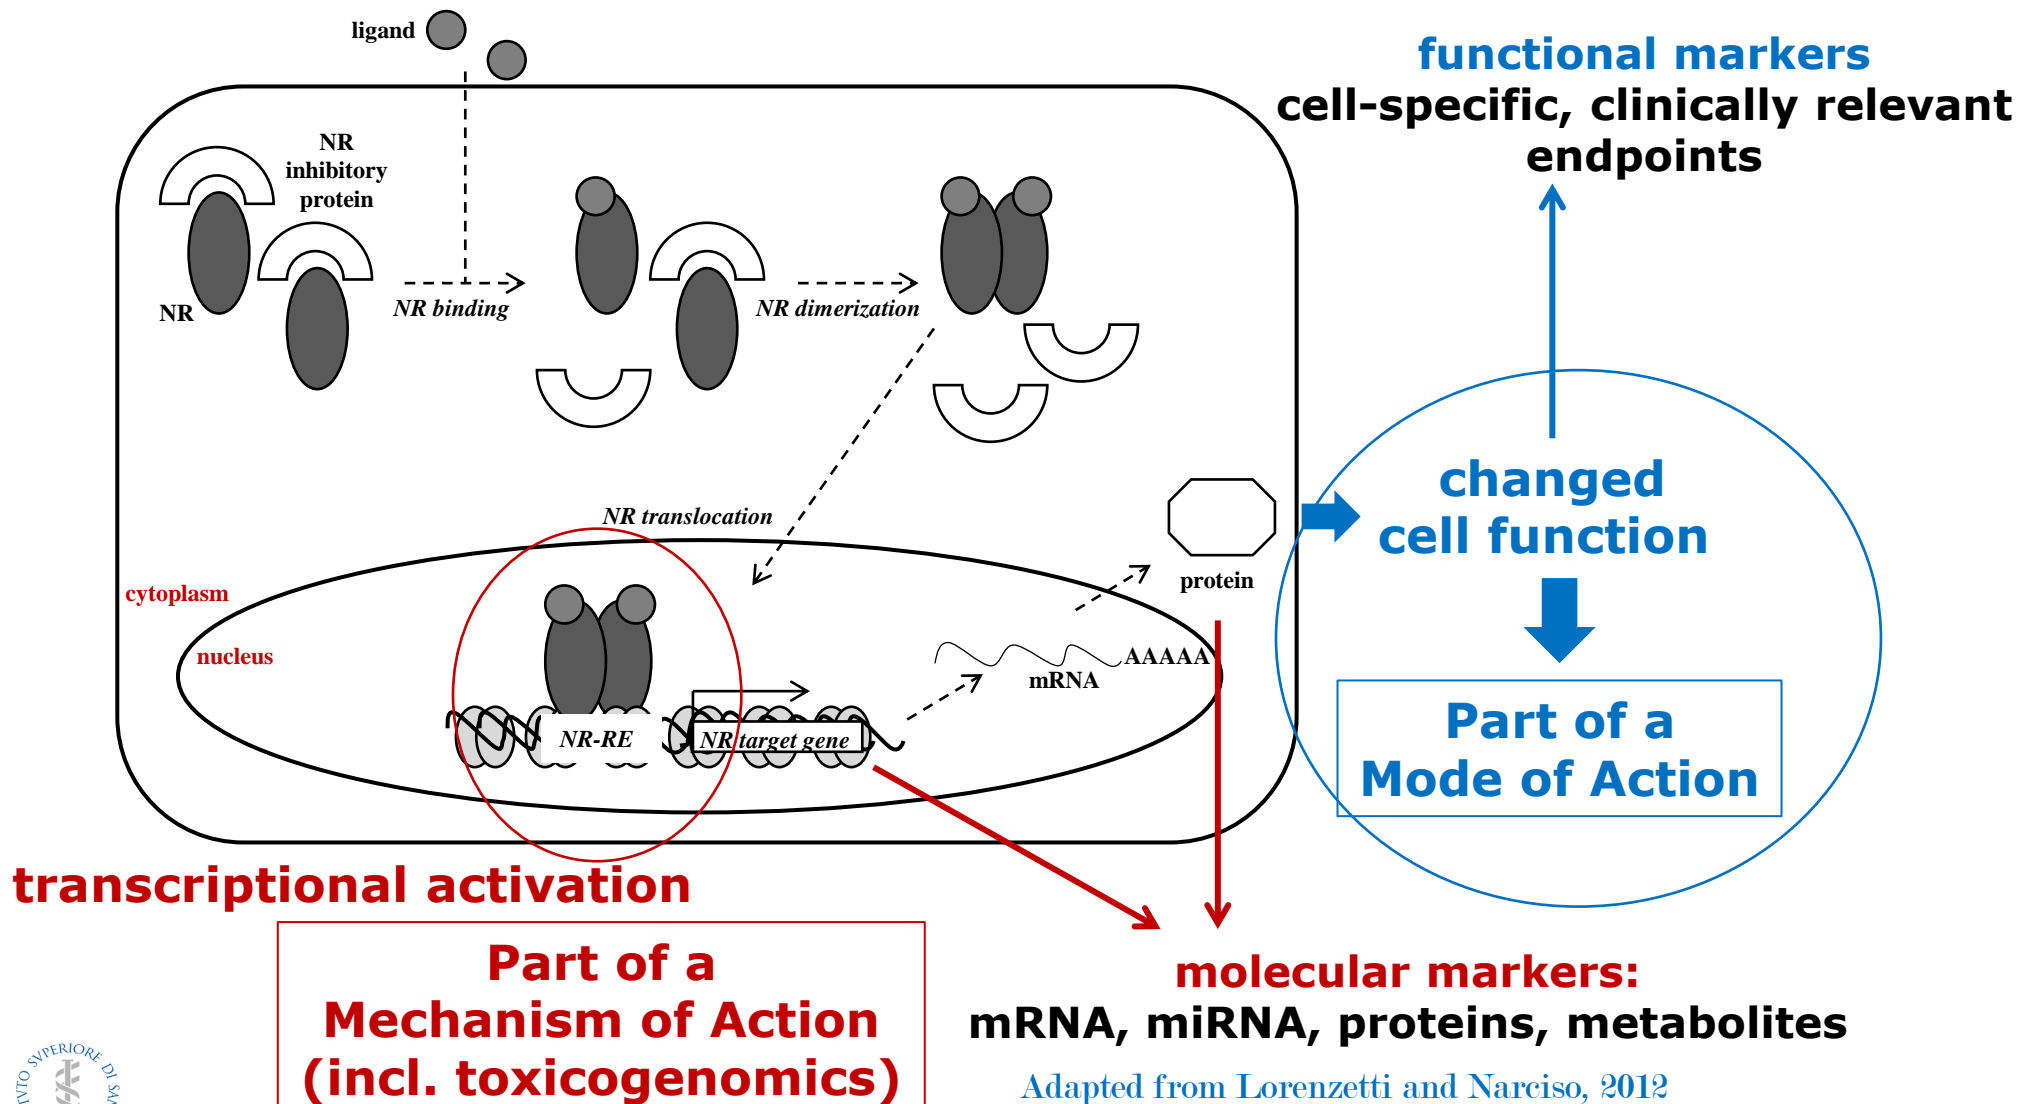 ligand
functional markers
cell-specific, clinically relevant
endpoints
NR
inhibitory
protein
NR
NR binding
NR dimerization
changed
cell function
NR translocation
protein
cytoplasm
nucleus
AAAAA
mRNA
Part of a
Mode of Action
NR-RE
NR target gene
transcriptional activation
Part of a
Mechanism of Action
(incl. toxicogenomics)
molecular markers:
mRNA, miRNA, proteins, metabolites
Adapted from Lorenzetti and Narciso, 2012
SVPERIORE DI